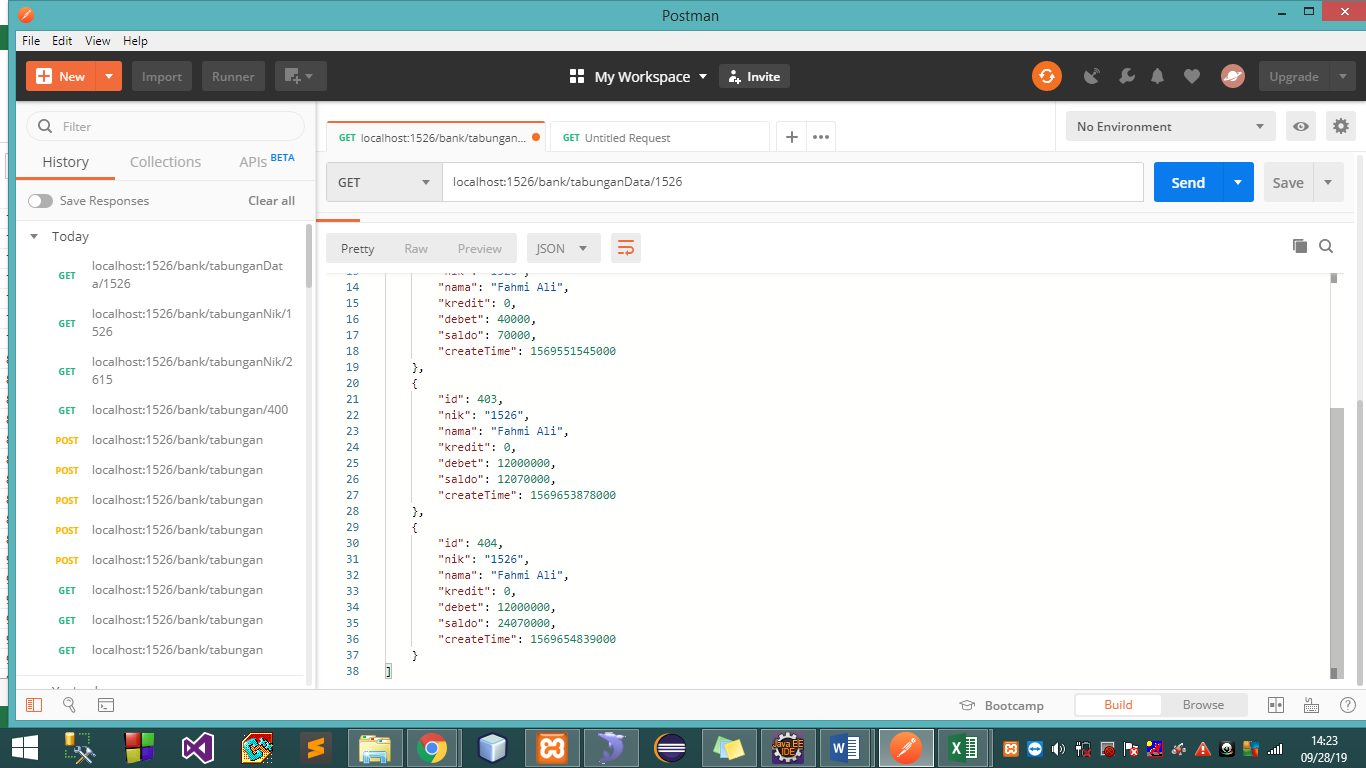 Postman
File Edit View Help
New Import Runner My Workspace Invite Upgrade
Filter
History Collections APIs BETA
Save Responses Clear all
Today
GET localhost:1526/bank/tabunganDat
a/1526
GET localhost:1526/bank/tabunganNik/1
526
GET localhost:1526/bank/tabunganNik/2
615
GET localhost:1526/bank/tabungan/400
POST localhost:1526/bank/tabungan
POST localhost:1526/bank/tabungan
POST localhost:1526/bank/tabungan
POST localhost:1526/bank/tabungan
POST localhost:1526/bank/tabungan
GET localhost:1526/bank/tabungan
GET localhost:1526/bank/tabungan
GET localhost:1526/bank/tabungan
GET localhost:1526/bank/tabungan... GET Untitled Request
No Environment
GET localhost:1526/bank/tabunganData/1526 Send Save
Pretty Raw Preview JSON
14 "nama": "Fahmi Ali",
15 "kredit": 0,
16 "debet": 40000,
17 "saldo": 70000,
18 "createTime": 1569551545000
19 },
20 {
21 "id": 403,
22 "nik": "1526",
23 "nama": "Fahmi Ali",
24 "kredit": 0,
25 "debet": 12000000,
26 "saldo": 12070000,
27 "createTime": 1569653878000
28 },
29 {
30 "id": 404,
31 "nik": "1526",
32 "nama": "Fahmi Ali",
33 "kredit": 0,
34 "debet": 12000000,
35 "saldo": 24070000,
36 "createTime": 1569654839000
37 }
38 ]
Bootcamp Build Browse
Java EE
IDE
14:23
09/28/19